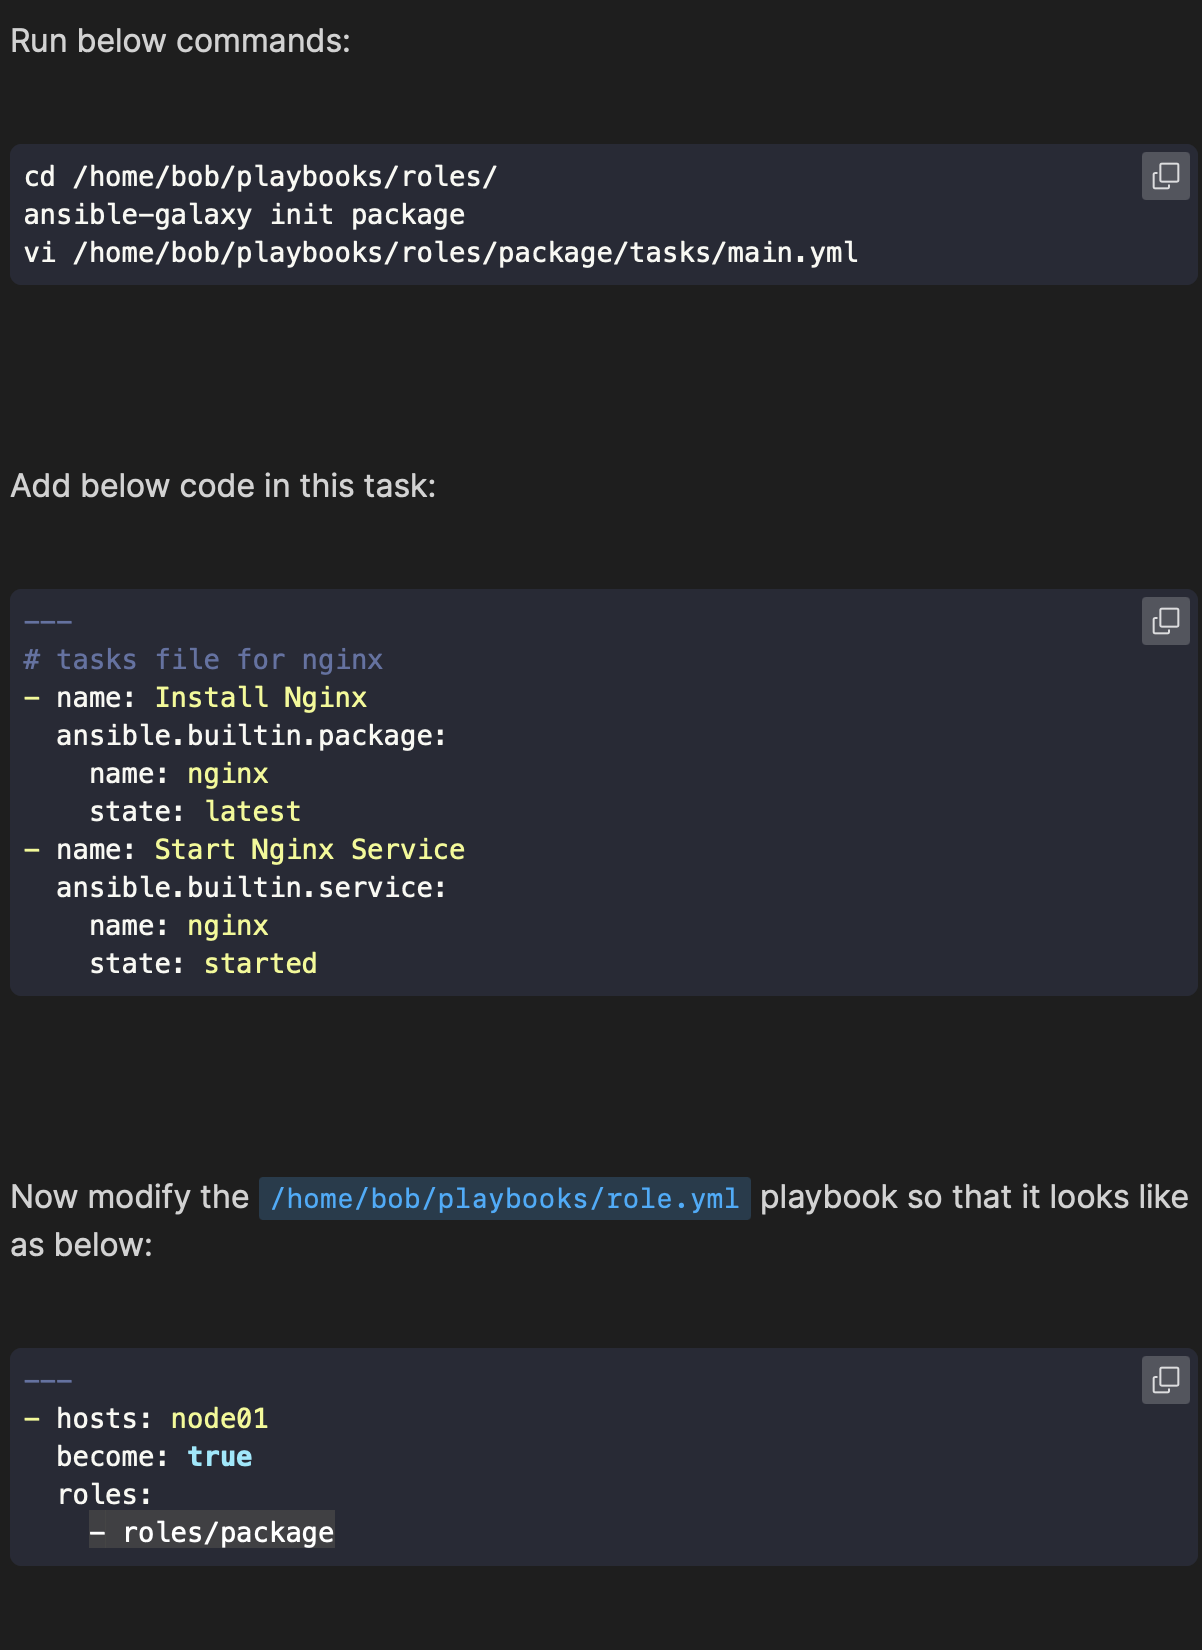 Run below commands:
cd /home/bob/playbooks/roles/
ansible-galaxy init package
vi /home/bob/playbooks/roles/package/tasks/main.yml
Add below code in this task:
---
# tasks file for nginx
- name: Install Nginx
  ansible.builtin.package:
    name: nginx
    state: latest
- name: Start Nginx Service
  ansible.builtin.service:
    name: nginx
    state: started
Now modify the /home/bob/playbooks/role.yml playbook so that it looks like
as below:
---
- hosts: node01
  become: true
  roles:
    - roles/package